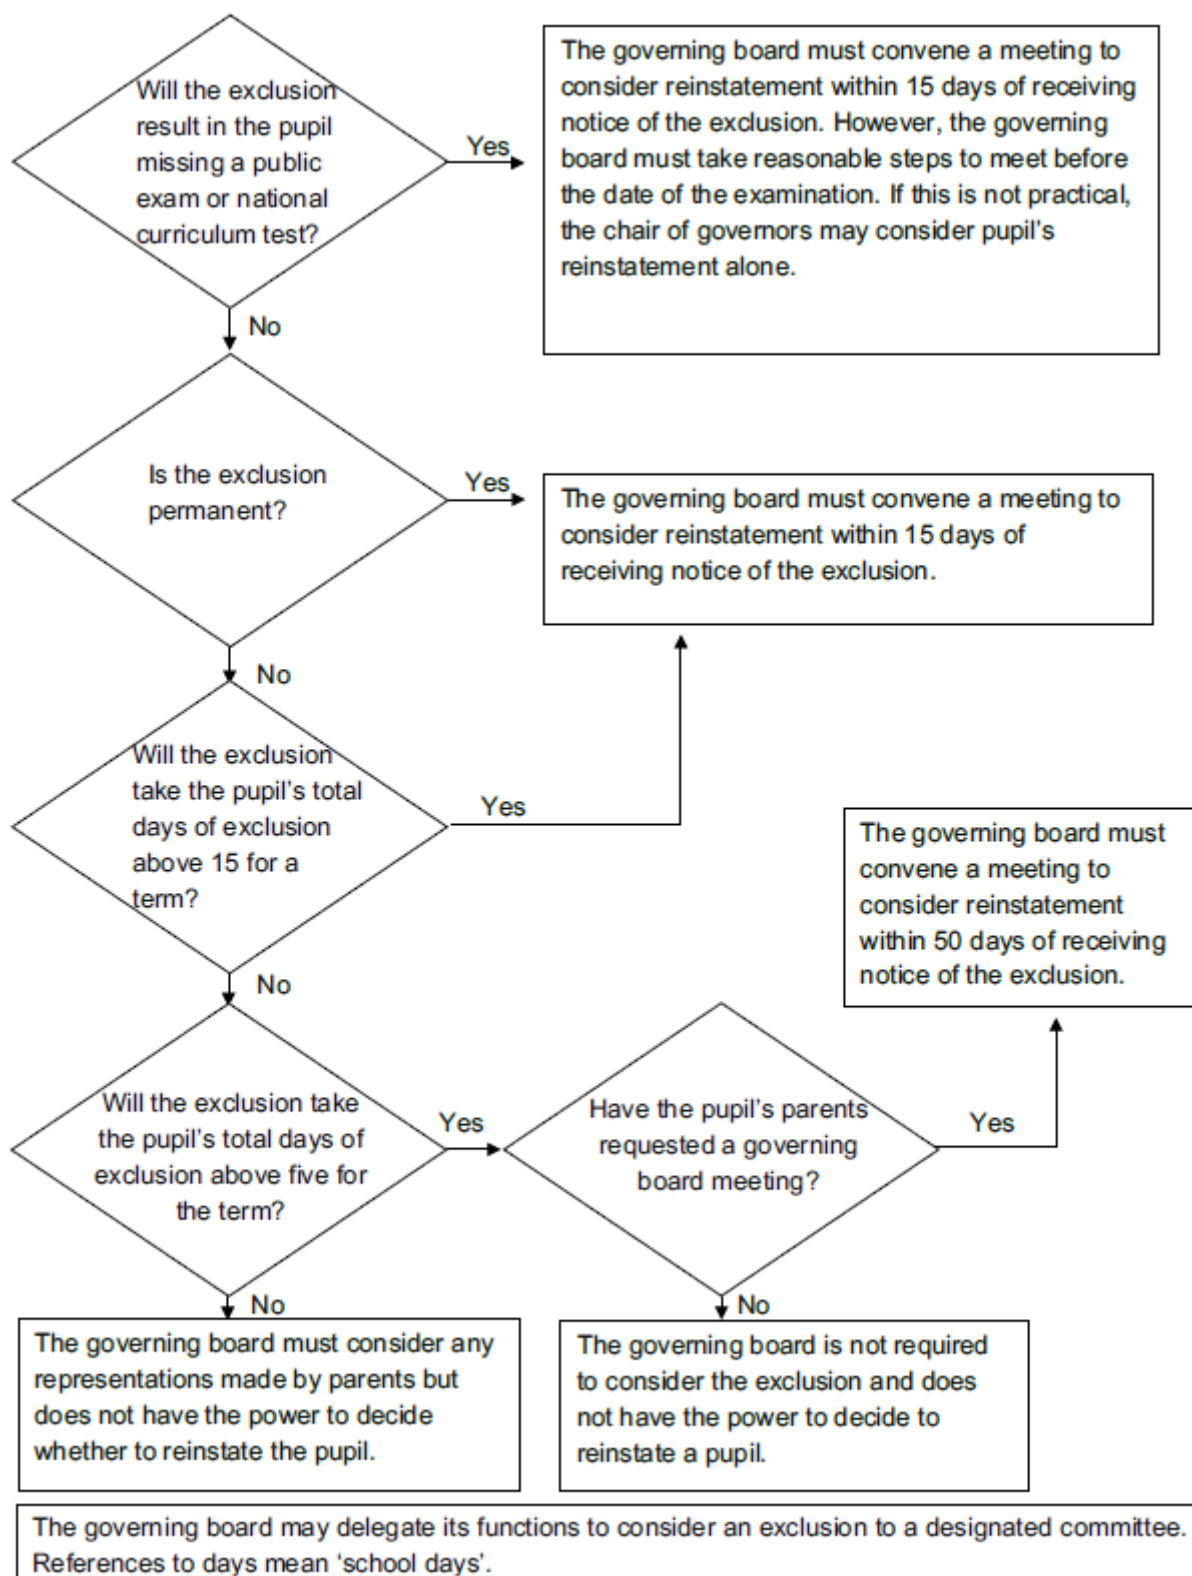 Will the exclusion
result in the pupil
missing a public
exam or national
curriculum test?
Yes
The governing board must convene a meeting to
consider reinstatement within 15 days of receiving
notice of the exclusion. However, the governing
board must take reasonable steps to meet before
the date of the examination. If this is not practical,
the chair of governors may consider pupil's
reinstatement alone.
No
Is the exclusion
permanent?
Yes
The governing board must convene a meeting to
consider reinstatement within 15 days of
receiving notice of the exclusion.
No
Will the exclusion
take the pupil's total
days of exclusion
above 15 for a
term?
Yes
The governing board must
convene a meeting to
consider reinstatement
within 50 days of receiving
notice of the exclusion.
No
Will the exclusion take
the pupil's total days of
exclusion above five for
the term?
Yes
Have the pupil's parents
requested a governing
board meeting?
Yes
No
The governing board must consider any
representations made by parents but
does not have the power to decide
whether to reinstate the pupil.
No
The governing board is not required
to consider the exclusion and does
not have the power to decide to
reinstate a pupil.
The governing board may delegate its functions to consider an exclusion to a designated committee.
References to days mean 'school days'.